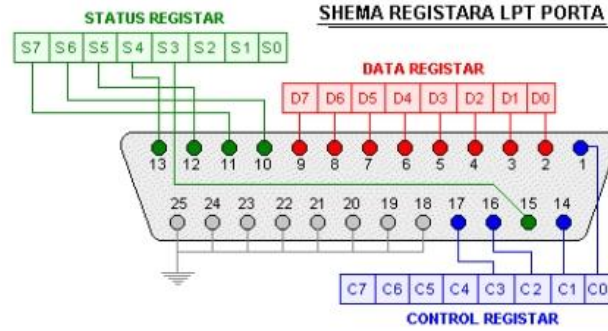 SHEMA REGISTARA LPT PORTA
STATUS REGISTAR
S7 S6 S5 S4 S3 S2 S1 S0
DATA REGISTAR
D7 D6 D5 D4 D3 D2 D1 D0
13 12 11 10 9 8 7 6 5 4 3 2 1
25 24 23 22 21 20 19 18 17 16 15 14
C7 C6 C5 C4 C3 C2 C1 C0
CONTROL REGISTAR